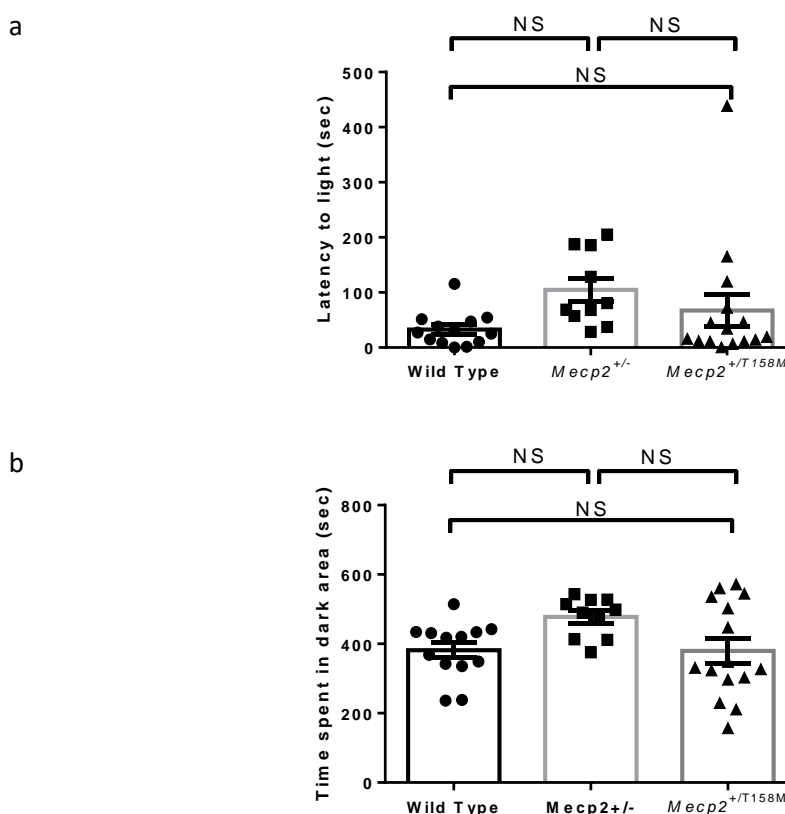 a
NS NS
NS
Latency to light (sec)
500
400
300
200
100
0
Wild Type Mecp2+/- Mecp2+/T158M
b
NS NS
NS
Time spent in dark area (sec)
800
600
400
200
0
Wild Type Mecp2+/- Mecp2+/T158M